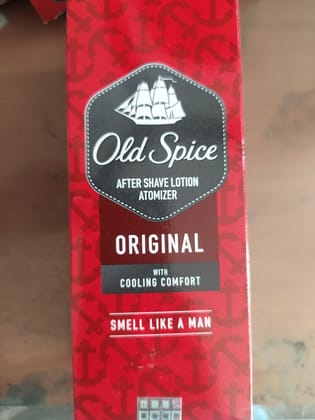 Old Spice
AFTER SHAVE LOTION
ATOMIZER
ORIGINAL
WITH
COOLING COMFORT
SMELL LIKE A MAN